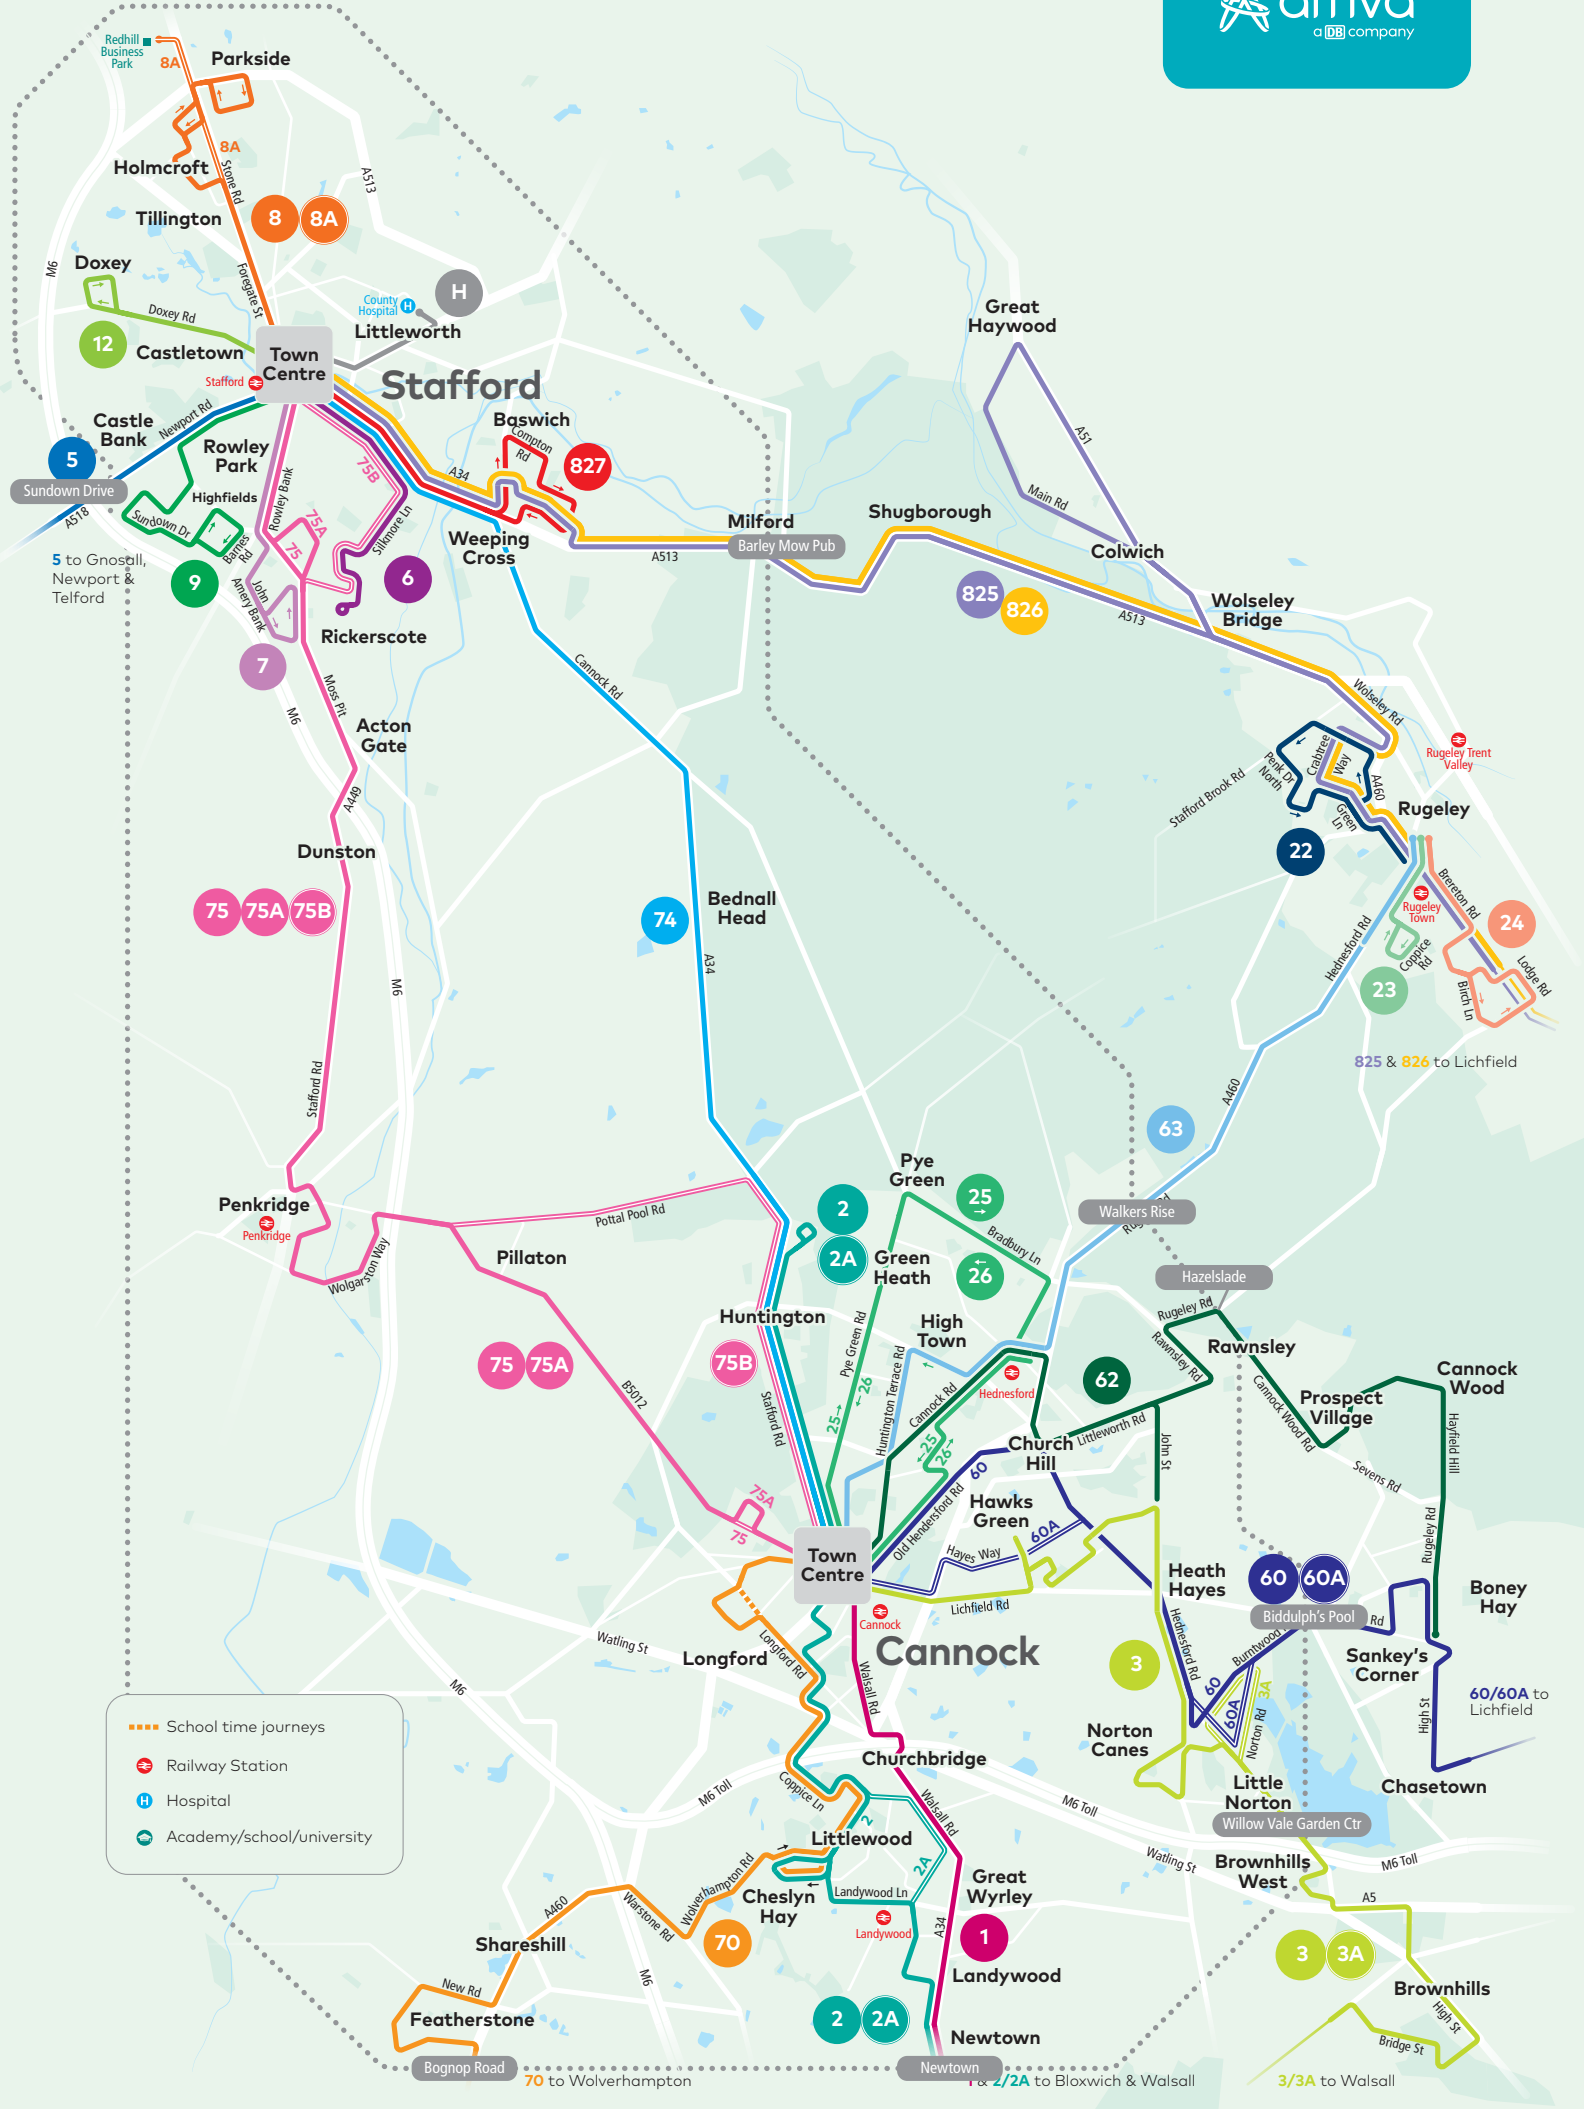 arriva
a DB company
Redhill
Business
Park
8A
Parkside
8A
Holmcroft
Stone Rd
A513
Tillington
8
8A
M6
Doxey
Foregate St
H
County
Hospital
H
Doxey Rd
Littleworth
12
Castletown
Town
Centre
Stafford
Stafford
Great
Haywood
Castle
Bank
Newport Rd
Rowley
Park
5
Sundown Drive
A518
75B
A34
Baswich
Compton
Rd
827
A51
Highfields
Rowley Bank
Sundown Dr
Barnes
Rd
75A
75
Silkmore Ln
Weeping
Cross
Main Rd
Milford
Barley Mow Pub
A513
Shugborough
Colwich
5 to Gnosall,
Newport &
Telford
9
John
Amery Bank
6
825
826
A513
Wolseley
Bridge
Rickerscote
7
Cannock Rd
Moss Pit
M6
Acton
Gate
Wolseley Rd
Rugeley Trent
Valley
Penk Dr
North
Crabtree
Way
A460
Stafford Brook Rd
A449
Green
Ln
Rugeley
Dunston
22
75
75A
75B
74
Bednall
Head
A34
Brereton Rd
Rugeley
Town
24
Hednesford Rd
Coppice
Rd
23
Birch Ln
Lodge Rd
M6
825 & 826 to Lichfield
Stafford Rd
A460
63
Penkridge
Penkridge
Pottal Pool Rd
Pye
Green
25
2
2A
Bradbury Ln
Walkers Rise
Wolgarston Way
Pillaton
Green
Heath
26
Hazelslade
Huntington
High
Town
Rugeley Rd
Rawnsley Rd
Rawnsley
75
75A
75B
Pye Green Rd
Huntington Terrace Rd
Hednesford
62
Cannock
Wood
B5012
Stafford Rd
25
26
Cannock Rd
Cannock Wood Rd
Prospect
Village
Hayfield Hill
25
26
Church
Hill
Littleworth Rd
John St
Sevens Rd
60
75A
75
Old Hendersford Rd
Hawks
Green
60A
Rugeley Rd
Town
Centre
Hayes Way
Heath
Hayes
60
60A
Boney
Hay
Lichfield Rd
Biddulph's Pool
Rd
Cannock
Cannock
Watling St
Longford
Longford Rd
Walsall Rd
3
Hednesford Rd
Burntwood
Sankey's
Corner
60
60A
3A
Norton Rd
High St
60/60A to
Lichfield
M6
School time journeys
Railway Station
H
Hospital
Academy/school/university
Norton
Canes
Churchbridge
Chasetown
M6 Toll
Coppice Ln
Little
Norton
M6 Toll
Walsall Rd
Willow Vale Garden Ctr
2
Littlewood
2A
Watling St
M6 Toll
Brownhills
West
Wolverhampton Rd
Cheslyn
Hay
Landywood Ln
Great
Wyrley
A5
A460
Warstone Rd
Landywood
A34
1
Shareshill
70
3
3A
Landywood
New Rd
M6
Brownhills
Featherstone
2
2A
High St
Newtown
Bridge St
Bognop Road
Newtown
70 to Wolverhampton
& 2/2A to Bloxwich & Walsall
3/3A to Walsall